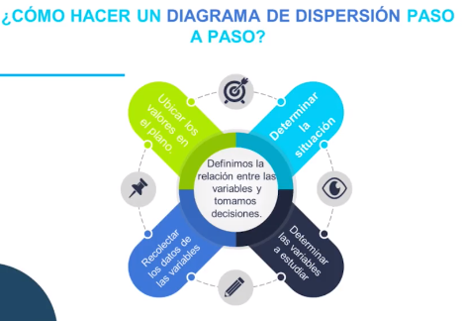 ¿CÓMO HACER UN DIAGRAMA DE DISPERSIÓN PASO
A PASO?
Ubicar los
valores en
el plano.
Determinar
la
situación
Definimos la
relación entre las
variables y
tomamos
decisiones.
Recolectar
los datos de
las variables
Determinar
las variables
a estudiar